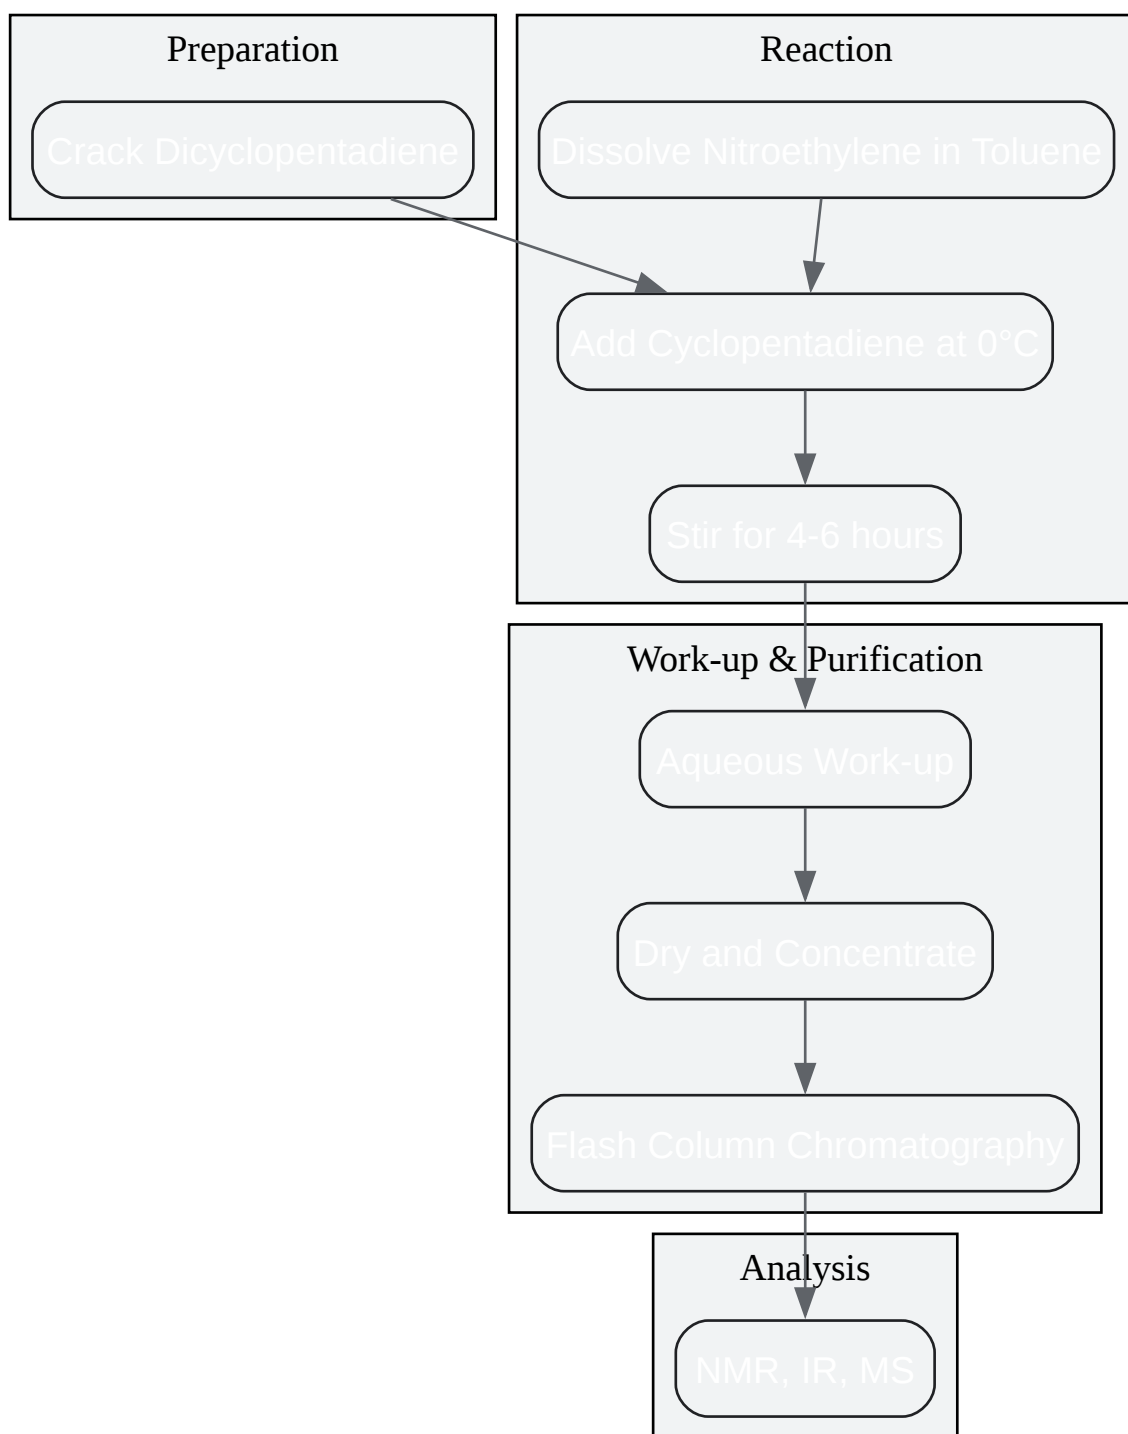 Preparation
Crack Dicyclopentadiene
Reaction
Dissolve Nitroethylene in Toluene
Add Cyclopentadiene at 0°C
Stir for 4-6 hours
Work-up & Purification
Aqueous Work-up
Dry and Concentrate
Flash Column Chromatography
Analysis
NMR, IR, MS